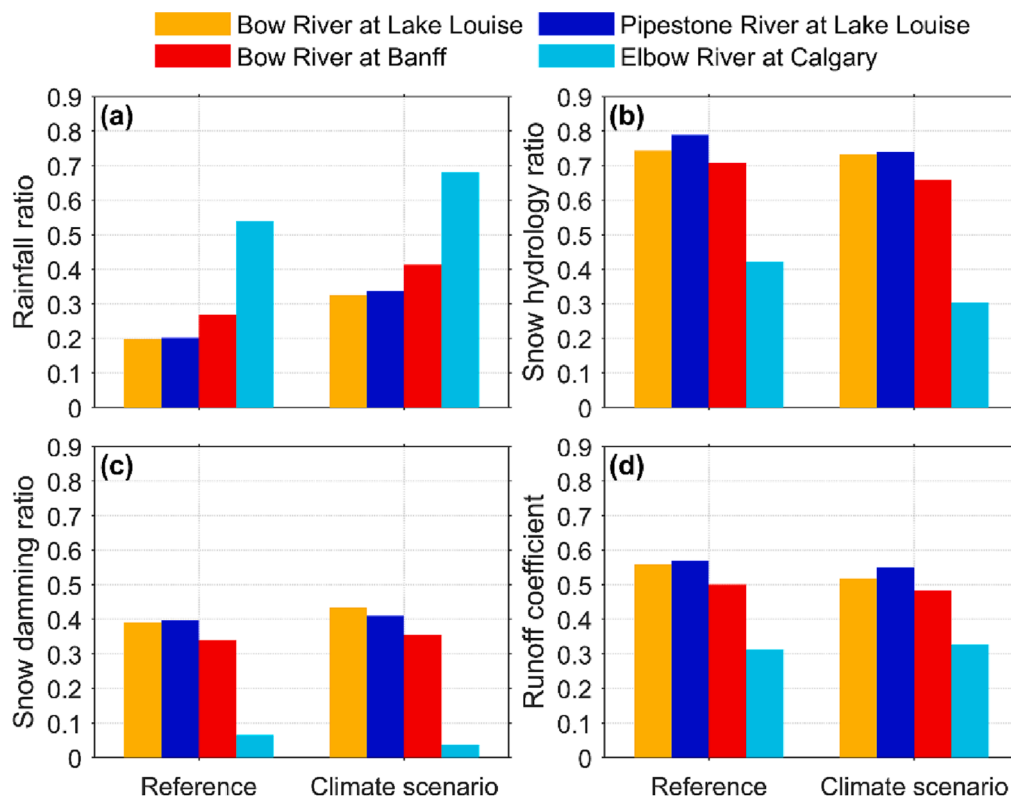 Bow River at Lake Louise
Pipestone River at Lake Louise
Bow River at Banff
Elbow River at Calgary
(a)
Rainfall ratio
0.9
0.8
0.7
0.6
0.5
0.4
0.3
0.2
0.1
0
(b)
Snow hydrology ratio
0.9
0.8
0.7
0.6
0.5
0.4
0.3
0.2
0.1
0
(c)
Snow damming ratio
0.9
0.8
0.7
0.6
0.5
0.4
0.3
0.2
0.1
0
Reference
Climate scenario
(d)
Runoff coefficient
0.9
0.8
0.7
0.6
0.5
0.4
0.3
0.2
0.1
0
Reference
Climate scenario